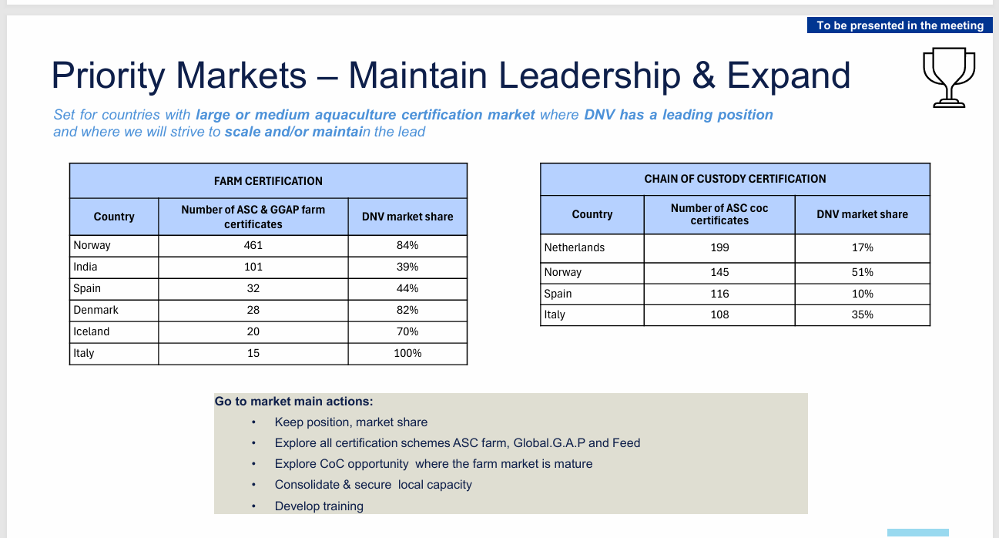 To be presented in the meeting
Priority Markets – Maintain Leadership & Expand
Set for countries with large or medium aquaculture certification market where DNV has a leading position
and where we will strive to scale and/or maintain the lead
FARM CERTIFICATION
Country
Number of ASC & GGAP farm
certificates
DNV market share
Norway 461 84%
India 101 39%
Spain 32 44%
Denmark 28 82%
Iceland 20 70%
Italy 15 100%
CHAIN OF CUSTODY CERTIFICATION
Country
Number of ASC coc
certificates
DNV market share
Netherlands 199 17%
Norway 145 51%
Spain 116 10%
Italy 108 35%
Go to market main actions:
• Keep position, market share
• Explore all certification schemes ASC farm, Global.G.A.P and Feed
• Explore CoC opportunity where the farm market is mature
• Consolidate & secure local capacity
• Develop training